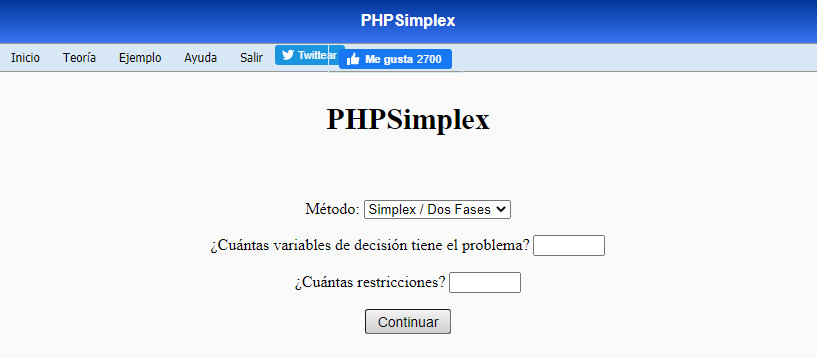 PHPSimplex
Inicio Teoría Ejemplo Ayuda Salir Twittear Me gusta 2700
PHPSimplex
Método: Simplex / Dos Fases
¿Cuántas variables de decisión tiene el problema?
¿Cuántas restricciones?
Continuar